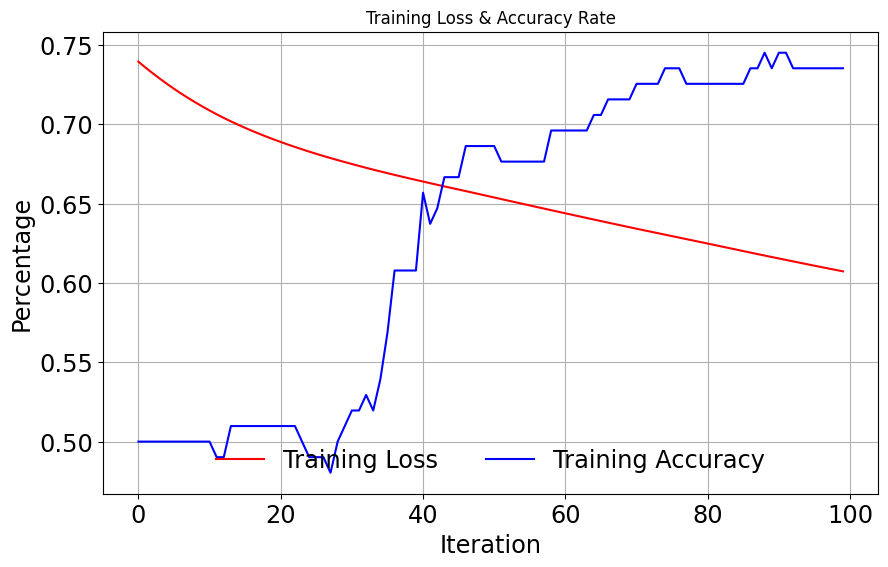 Training Loss & Accuracy Rate
0.75
0.70
0.65
0.60
0.55
0.50
Percentage
Training Loss
Training Accuracy
0 20 40 60 80 100
Iteration